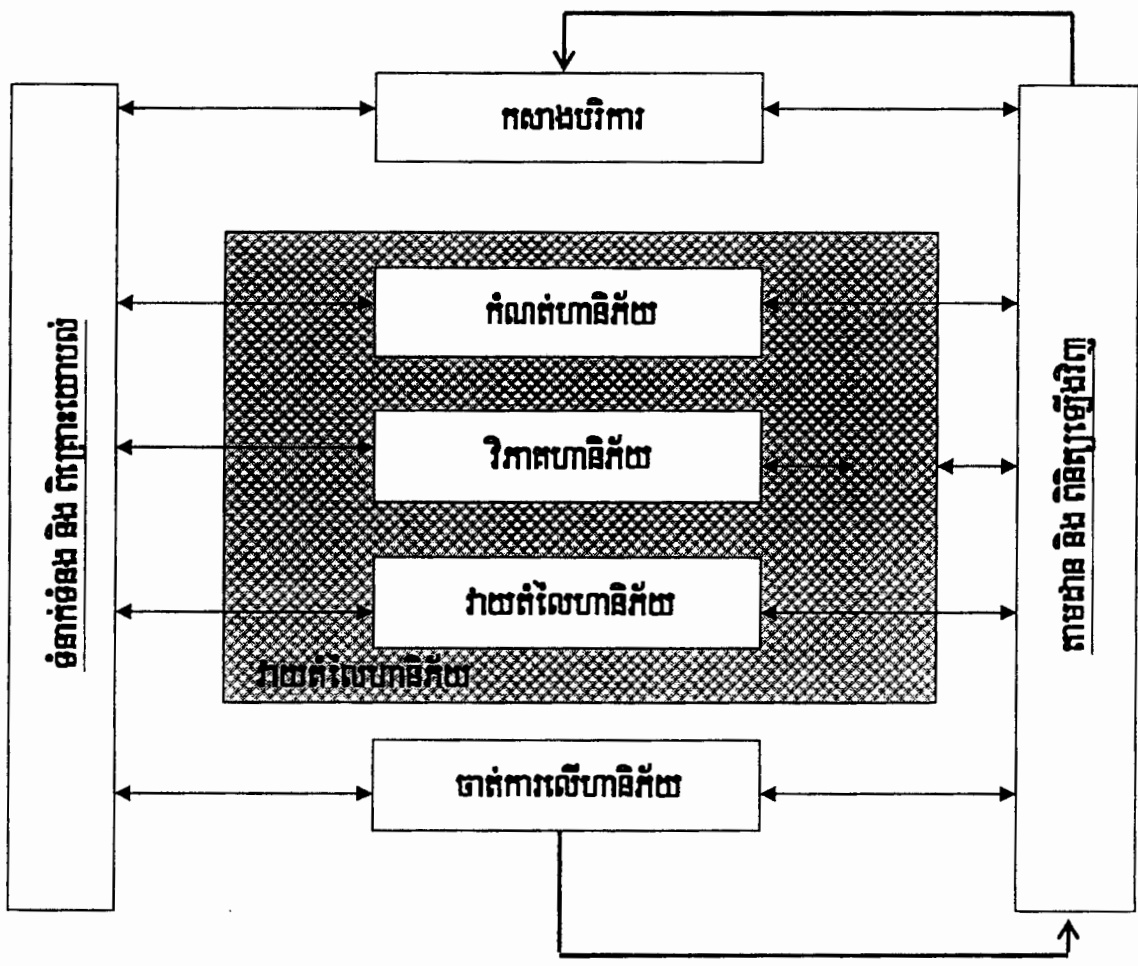 កសាងបរិការ
ទំនាក់ទំនង និង ពិគ្រោះយោបល់
កំណត់ហានិភ័យ
វិភាគហានិភ័យ
វាយតំលៃហានិភ័យ
វាយតំលៃហានិភ័យ
ចាត់ការលើហានិភ័យ
តាមដាន និង ពិនិត្យឡើងវិញ